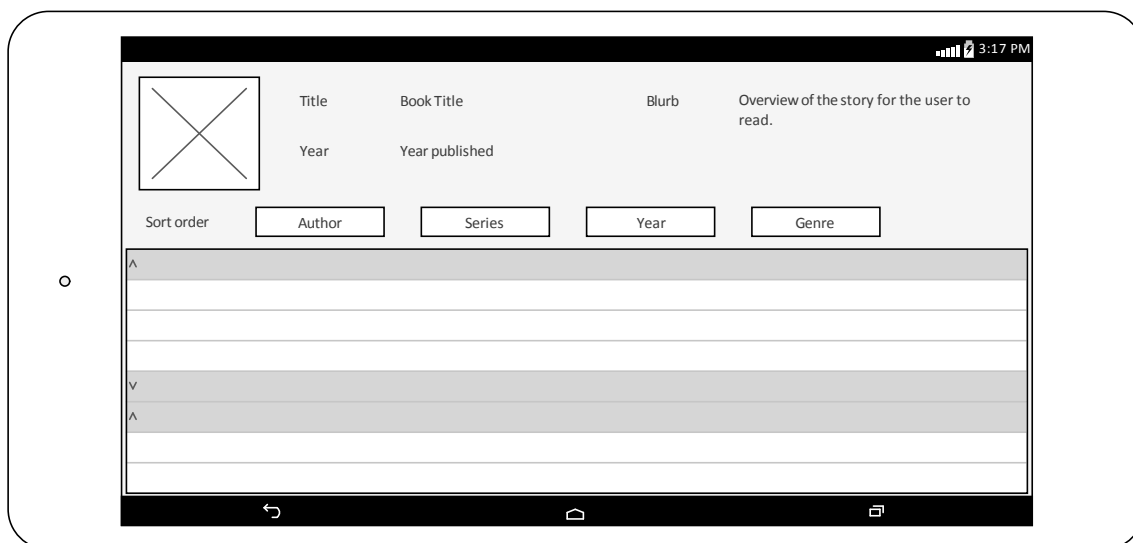 3:17 PM
Title
Book Title
Blurb
Overview of the story for the user to
read.
Year
Year published
Sort order
Author
Series
Year
Genre